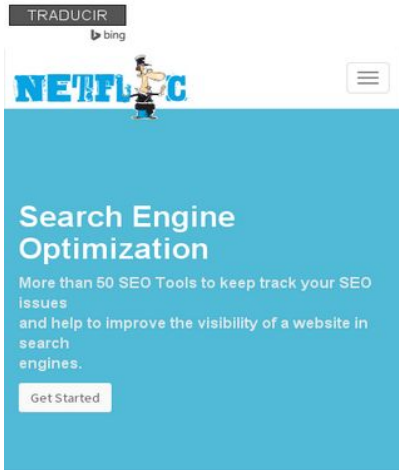 TRADUCIR
bing
NETFLIC
Search Engine
Optimization
More than 50 SEO Tools to keep track your SEO
issues
and help to improve the visibility of a website in
search
engines.
Get Started